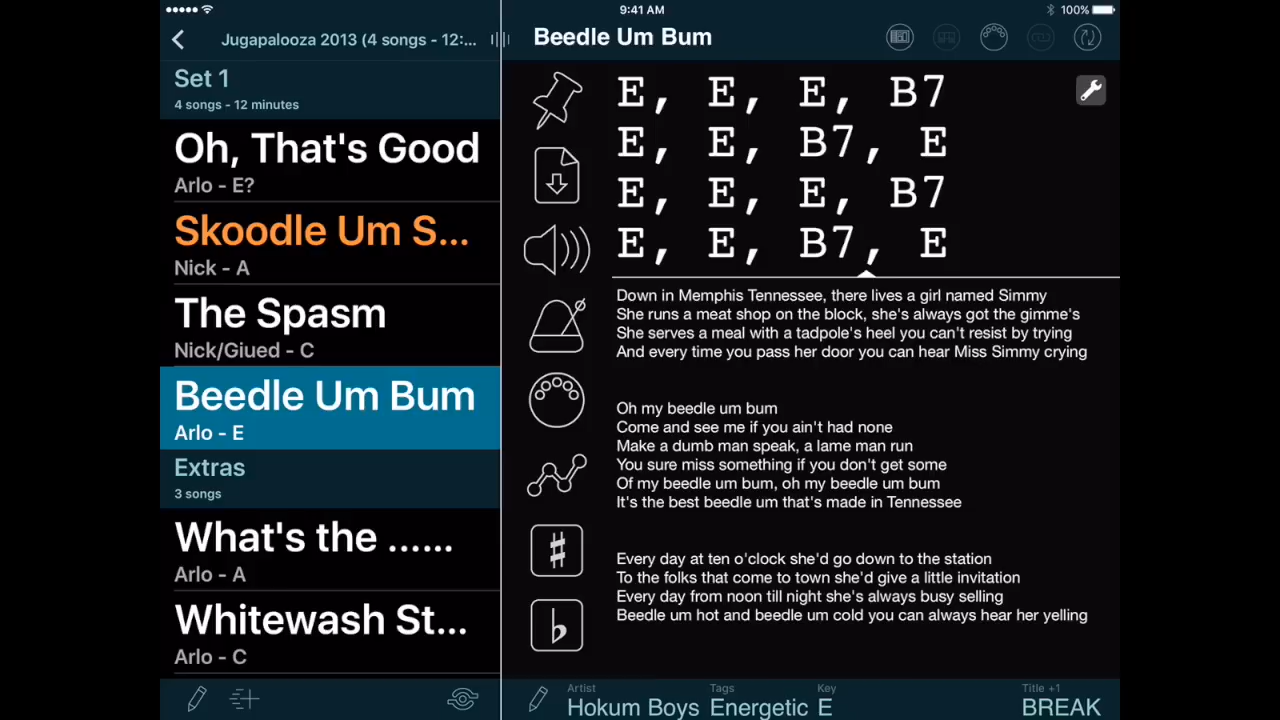 9:41 AM
100%
Jugapalooza 2013 (4 songs - 12:...
Set 1
4 songs - 12 minutes
Oh, That's Good
Arlo - E?
Skoodle Um S...
Nick - A
The Spasm
Nick/Giued - C
Beedle Um Bum
Arlo - E
Extras
3 songs
What's the ......
Arlo - A
Whitewash St...
Arlo - C
Beedle Um Bum
E, E, E, B7
E, E, B7, E
E, E, E, B7
E, E, B7, E
Down in Memphis Tennessee, there lives a girl named Simmy
She runs a meat shop on the block, she's always got the gimme's
She serves a meal with a tadpole's heel you can't resist by trying
And every time you pass her door you can hear Miss Simmy crying
Oh my beedle um bum
Come and see me if you ain't had none
Make a dumb man speak, a lame man run
You sure miss something if you don't get some
Of my beedle um bum, oh my beedle um bum
It's the best beedle um that's made in Tennessee
Every day at ten o'clock she'd go down to the station
To the folks that come to town she'd give a little invitation
Every day from noon till night she's always busy selling
Beedle um hot and beedle um cold you can always hear her yelling
Artist Tags Key Title +1
Hokum Boys Energetic E BREAK